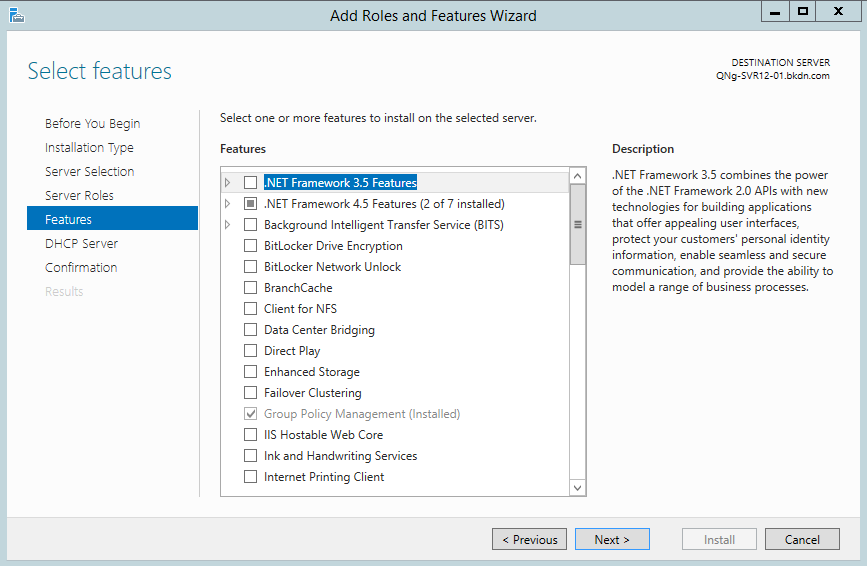 Add Roles and Features Wizard
Select features
DESTINATION SERVER
QNg-SVR12-01.bkdn.com
Before You Begin
Installation Type
Server Selection
Server Roles
Features
DHCP Server
Confirmation
Results
Select one or more features to install on the selected server.
Features
.NET Framework 3.5 Features
.NET Framework 4.5 Features (2 of 7 installed)
Background Intelligent Transfer Service (BITS)
BitLocker Drive Encryption
BitLocker Network Unlock
BranchCache
Client for NFS
Data Center Bridging
Direct Play
Enhanced Storage
Failover Clustering
Group Policy Management (Installed)
IIS Hostable Web Core
Ink and Handwriting Services
Internet Printing Client
Description
.NET Framework 3.5 combines the power
of the .NET Framework 2.0 APIs with new
technologies for building applications
that offer appealing user interfaces,
protect your customers' personal identity
information, enable seamless and secure
communication, and provide the ability to
model a range of business processes.
< Previous
Next >
Install
Cancel